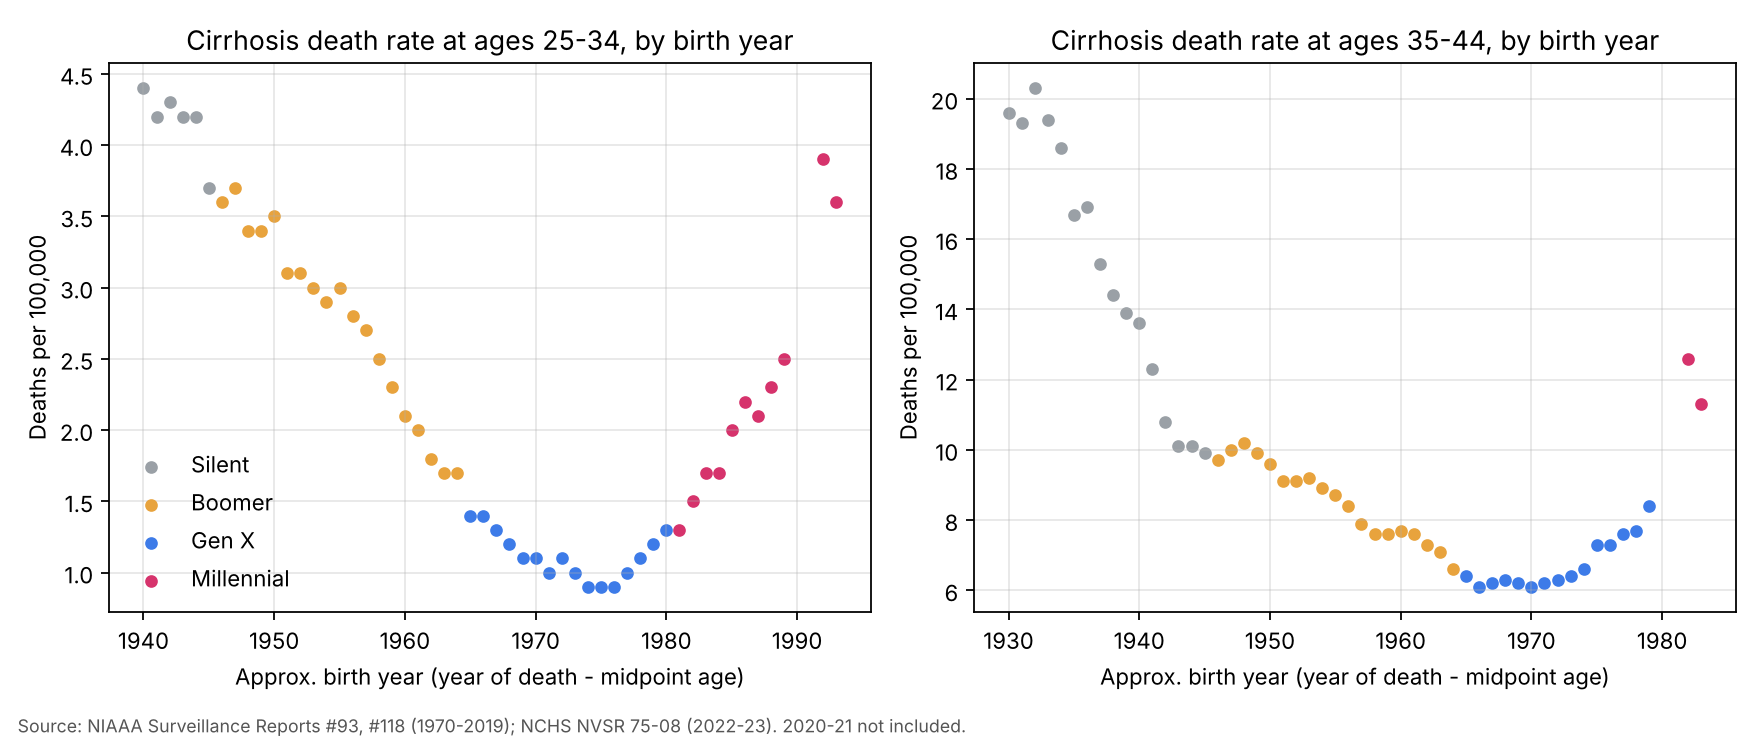 Cirrhosis death rate at ages 25-34, by birth year
4.5
4.0
3.5
3.0
2.5
2.0
1.5
1.0
Deaths per 100,000
Silent
Boomer
Gen X
Millennial
1940
1950
1960
1970
1980
1990
Approx. birth year (year of death - midpoint age)
Cirrhosis death rate at ages 35-44, by birth year
20
18
16
14
12
10
8
6
Deaths per 100,000
1930
1940
1950
1960
1970
1980
Approx. birth year (year of death - midpoint age)
Source: NIAAA Surveillance Reports #93, #118 (1970-2019); NCHS NVSR 75-08 (2022-23). 2020-21 not included.